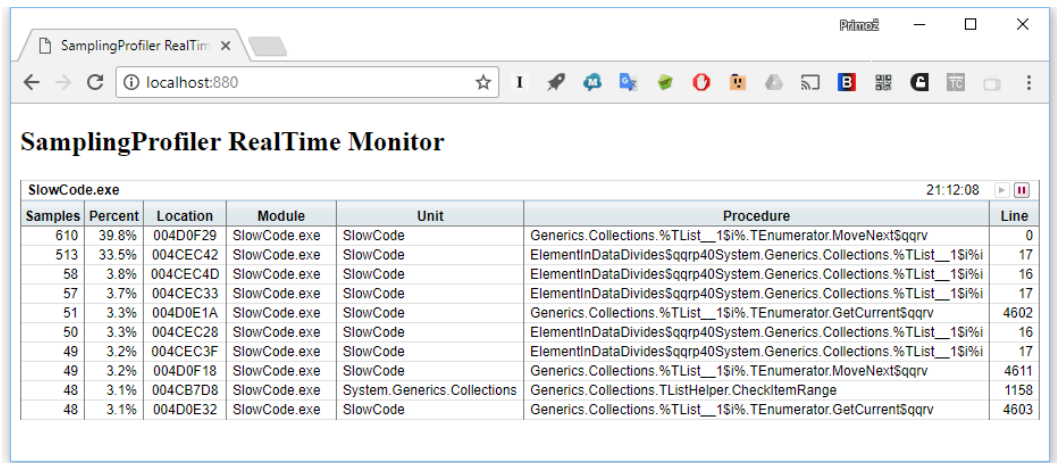 Primož
SamplingProfiler RealTim
localhost:880
SamplingProfiler RealTime Monitor
SlowCode.exe 21:12:08
Samples Percent Location Module Unit Procedure Line
610 39.8% 004D0F29 SlowCode.exe SlowCode Generics.Collections.%TList__1$i%.TEnumerator.MoveNext$qqrv 0
513 33.5% 004CEC42 SlowCode.exe SlowCode ElementInDataDivides$qqrp40System.Generics.Collections.%TList__1$i%i 17
58 3.8% 004CEC4D SlowCode.exe SlowCode ElementInDataDivides$qqrp40System.Generics.Collections.%TList__1$i%i 16
57 3.7% 004CEC33 SlowCode.exe SlowCode ElementInDataDivides$qqrp40System.Generics.Collections.%TList__1$i%i 17
51 3.3% 004D0E1A SlowCode.exe SlowCode Generics.Collections.%TList__1$i%.TEnumerator.GetCurrent$qqrv 4602
50 3.3% 004CEC28 SlowCode.exe SlowCode ElementInDataDivides$qqrp40System.Generics.Collections.%TList__1$i%i 16
49 3.2% 004CEC3F SlowCode.exe SlowCode ElementInDataDivides$qqrp40System.Generics.Collections.%TList__1$i%i 17
49 3.2% 004D0F18 SlowCode.exe SlowCode Generics.Collections.%TList__1$i%.TEnumerator.MoveNext$qqrv 4611
48 3.1% 004CB7D8 SlowCode.exe System.Generics.Collections Generics.Collections.TListHelper.CheckItemRange 1158
48 3.1% 004D0E32 SlowCode.exe SlowCode Generics.Collections.%TList__1$i%.TEnumerator.GetCurrent$qqrv 4603